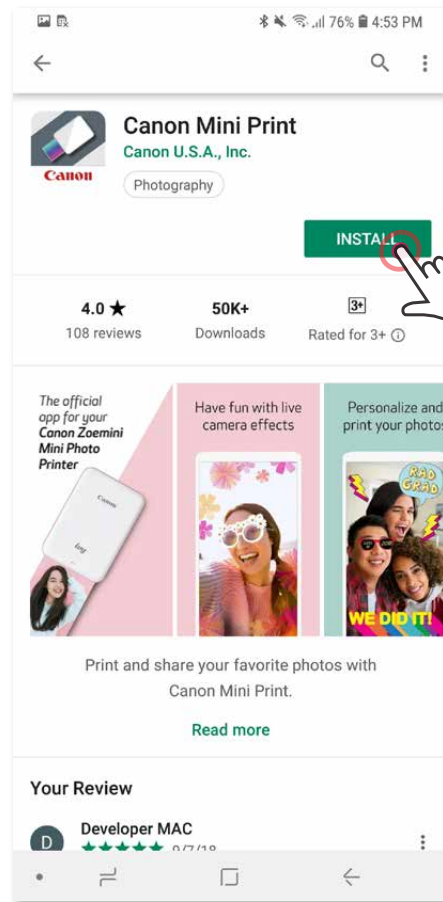 76% 4:53 PM
Canon Mini Print
Canon U.S.A., Inc.
Canon
Photography
INSTALL
4.0 ★ 50K+ 3+
108 reviews Downloads Rated for 3+
The official
app for your
Canon Zoemini
Mini Photo
Printer
Canon
Have fun with live
camera effects
Personalize and
print your photos
RAD
GRAD
WE DID IT!
Print and share your favorite photos with
Canon Mini Print.
Read more
Your Review
D
Developer MAC
★★★★★ 9/7/18